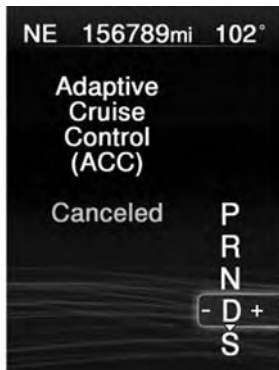 NE 156789mi 102°
Adaptive
Cruise
Control
(ACC)
Canceled
P
R
N
- D +
S